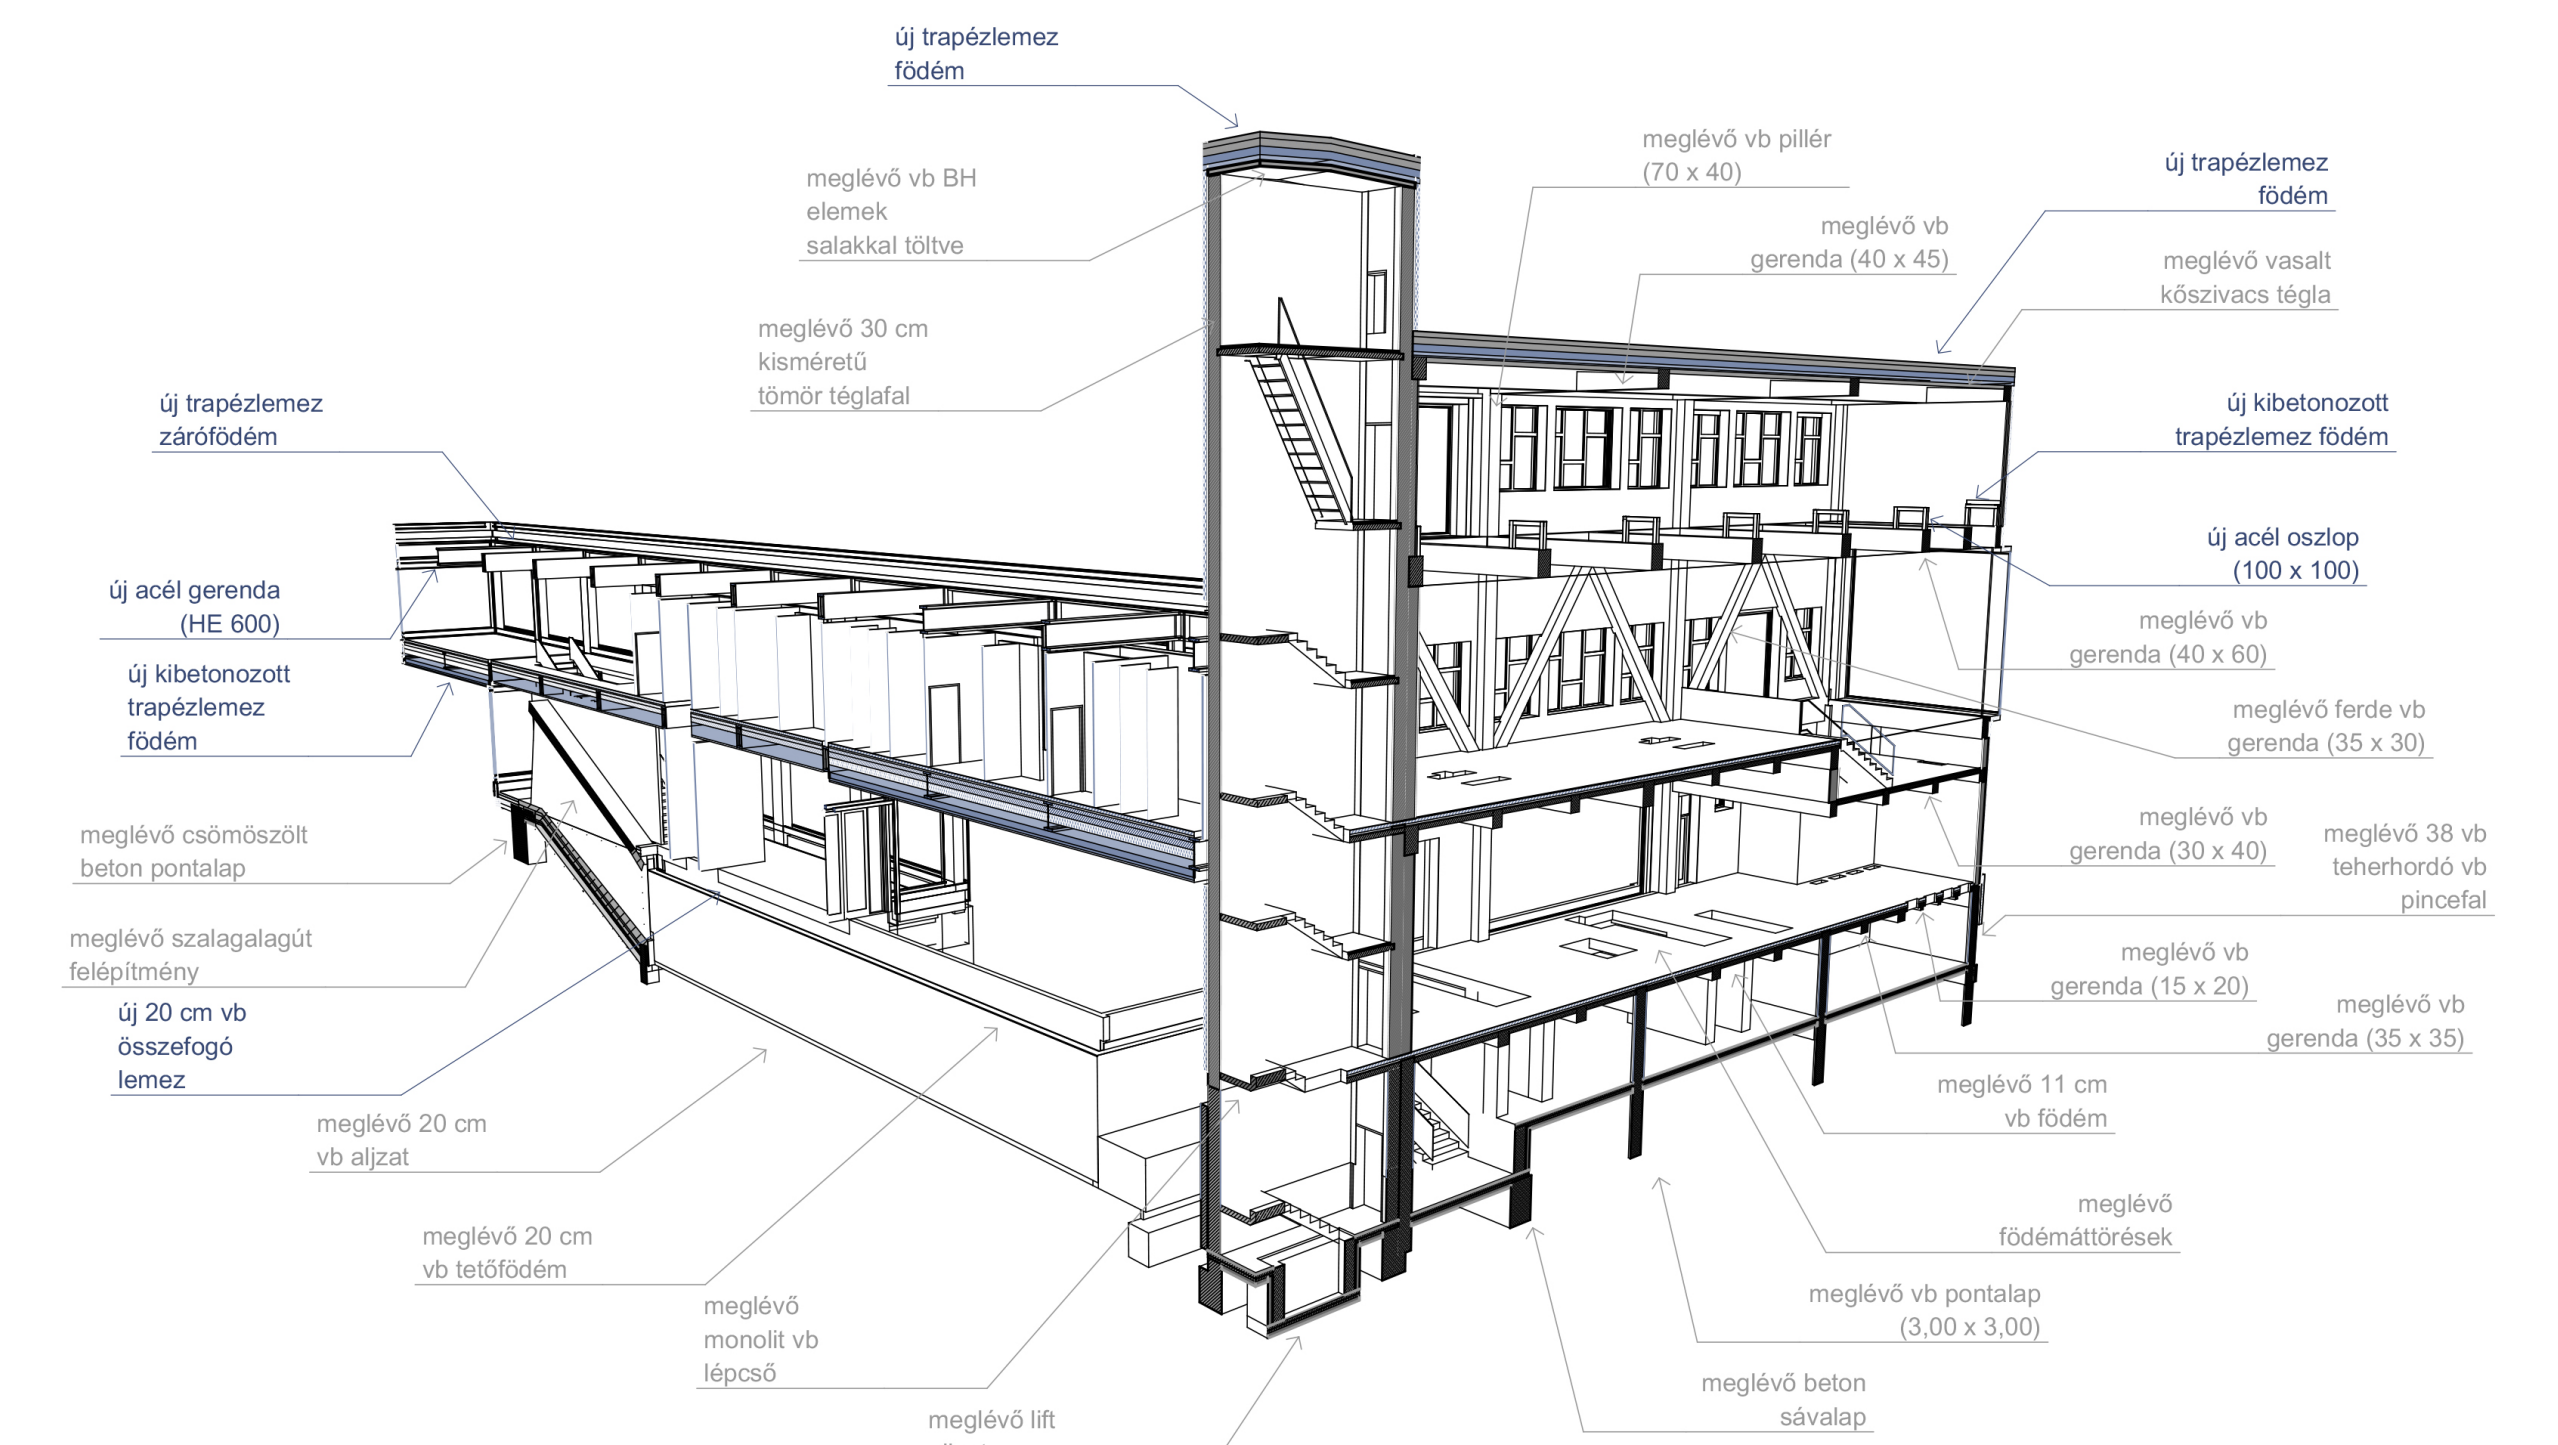 új trapézlemez
födém
meglévő vb BH
elemek
salakkal töltve
meglévő 30 cm
kisméretű
tömör téglafal
új trapézlemez
zárófödém
új acél gerenda
(HE 600)
új kibetonozott
trapézlemez
födém
meglévő csömöszölt
beton pontalap
meglévő szalagalagút
felépítmény
új 20 cm vb
összefogó
lemez
meglévő 20 cm
vb aljzat
meglévő 20 cm
vb tetőfödém
meglévő
monolit vb
lépcső
meglévő lift
meglévő vb pillér
(70 x 40)
meglévő vb
gerenda (40 x 45)
új trapézlemez
födém
meglévő vasalt
kőszivacs tégla
új kibetonozott
trapézlemez födém
új acél oszlop
(100 x 100)
meglévő vb
gerenda (40 x 60)
meglévő ferde vb
gerenda (35 x 30)
meglévő vb
gerenda (30 x 40)
meglévő 38 vb
teherhordó vb
pincefal
meglévő vb
gerenda (15 x 20)
meglévő vb
gerenda (35 x 35)
meglévő 11 cm
vb födém
meglévő
födémáttörések
meglévő vb pontalap
(3,00 x 3,00)
meglévő beton
sávalap